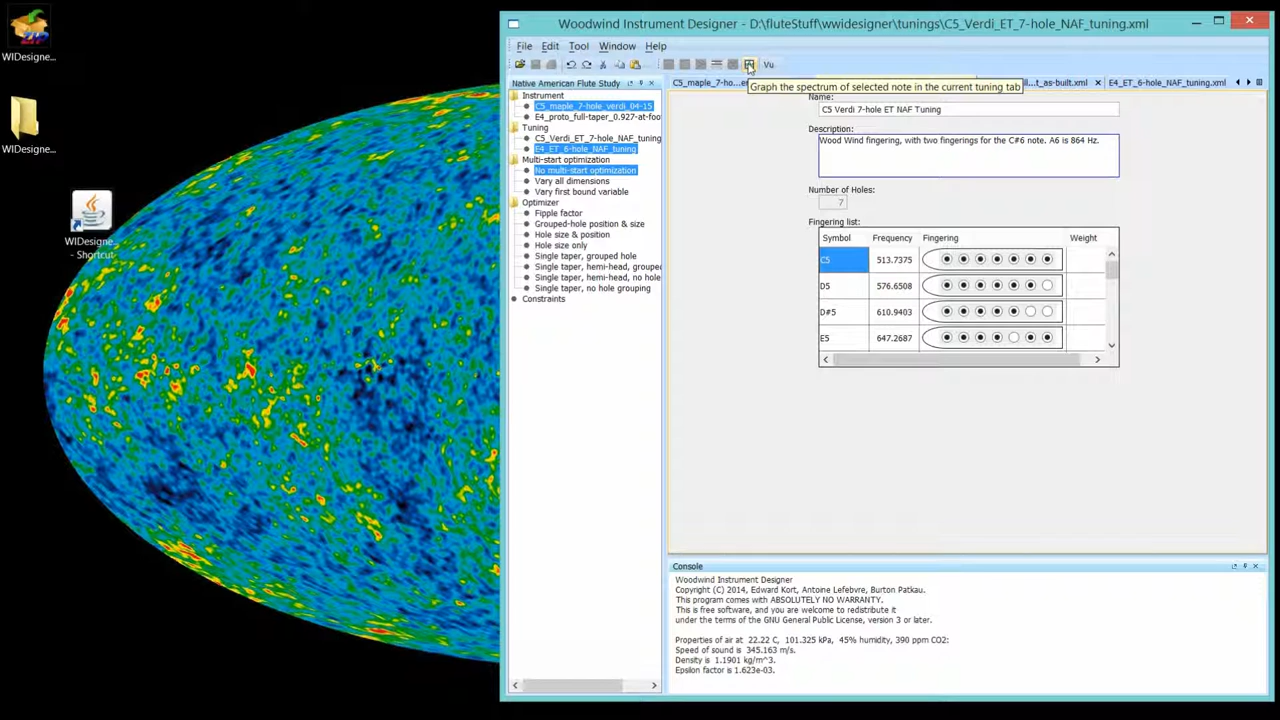 WIDesigne...
WIDesigne...
WIDesigne...
- Shortcut
Woodwind Instrument Designer - D:\fluteStuff\wwidesigner\tunings\C5_Verdi_ET_7-hole_NAF_tuning.xml
File Edit Tool Window Help
Vu
Native American Flute Study
C5_maple_7-ho...
t_as-built.xml
E4_ET_6-hole_NAF_tuning.xml
Graph the spectrum of selected note in the current tuning tab
Instrument
C5_maple_7-hole_verdi_04-15
E4_proto_full-taper_0.927-at-foo
Tuning
C5_Verdi_ET_7-hole_NAF_tuning
E4_ET_6-hole_NAF_tuning
Multi-start optimization
No multi-start optimization
Vary all dimensions
Vary first bound variable
Optimizer
Fipple factor
Grouped-hole position & size
Hole size & position
Hole size only
Single taper, grouped hole
Single taper, hemi-head, groupe
Single taper, hemi-head, no hole
Single taper, no hole grouping
Constraints
Name:
C5 Verdi 7-hole ET NAF Tuning
Description:
Wood Wind fingering, with two fingerings for the C#6 note. A6 is 864 Hz.
Number of Holes:
7
Fingering list:
Symbol Frequency Fingering Weight
C5 513.7375
D5 576.6508
D#5 610.9403
E5 647.2687
Console
Woodwind Instrument Designer
Copyright (C) 2014, Edward Kort, Antoine Lefebvre, Burton Patkau.
This program comes with ABSOLUTELY NO WARRANTY.
This is free software, and you are welcome to redistribute it
under the terms of the GNU General Public License, version 3 or later.
Properties of air at 22.22 C, 101.325 kPa, 45% humidity, 390 ppm CO2:
Speed of sound is 345.163 m/s.
Density is 1.1901 kg/m^3.
Epsilon factor is 1.623e-03.